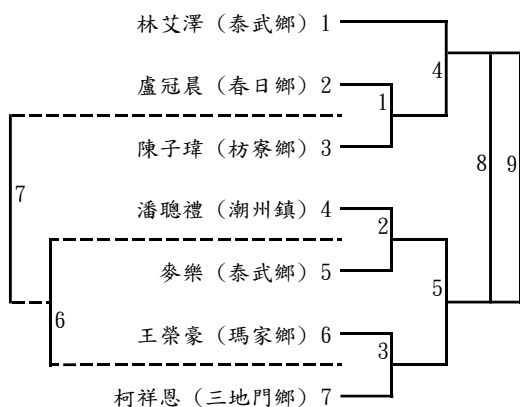 林艾澤（泰武鄉）1
4
盧冠晨（春日鄉）2
1
陳子瑋（枋寮鄉）3
7
8
9
潘聰禮（潮州鎮）4
2
麥樂（泰武鄉）5
5
6
王榮豪（瑪家鄉）6
3
柯祥恩（三地門鄉）7